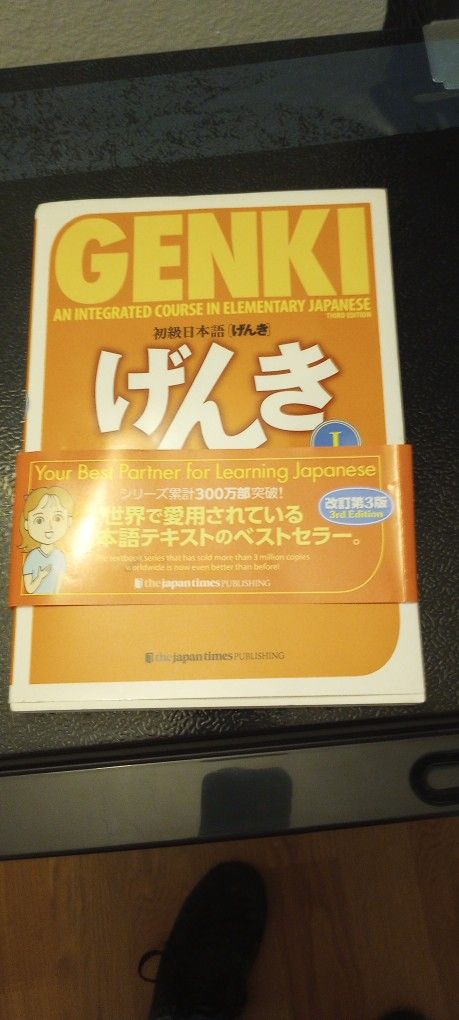 GENKI
AN INTEGRATED COURSE IN ELEMENTARY JAPANESE
THIRD EDITION
初級日本語[げんき]
げんき
I
Your Best Partner for Learning Japanese
シリーズ累計300万部突破!
世界で愛用されている
本語テキストのベストセラー。
改訂第3版
3rd Edition
textbook series that has sold more than 3 million copies
worldwide is now even better than before!
the japan times PUBLISHING
the japan times PUBLISHING